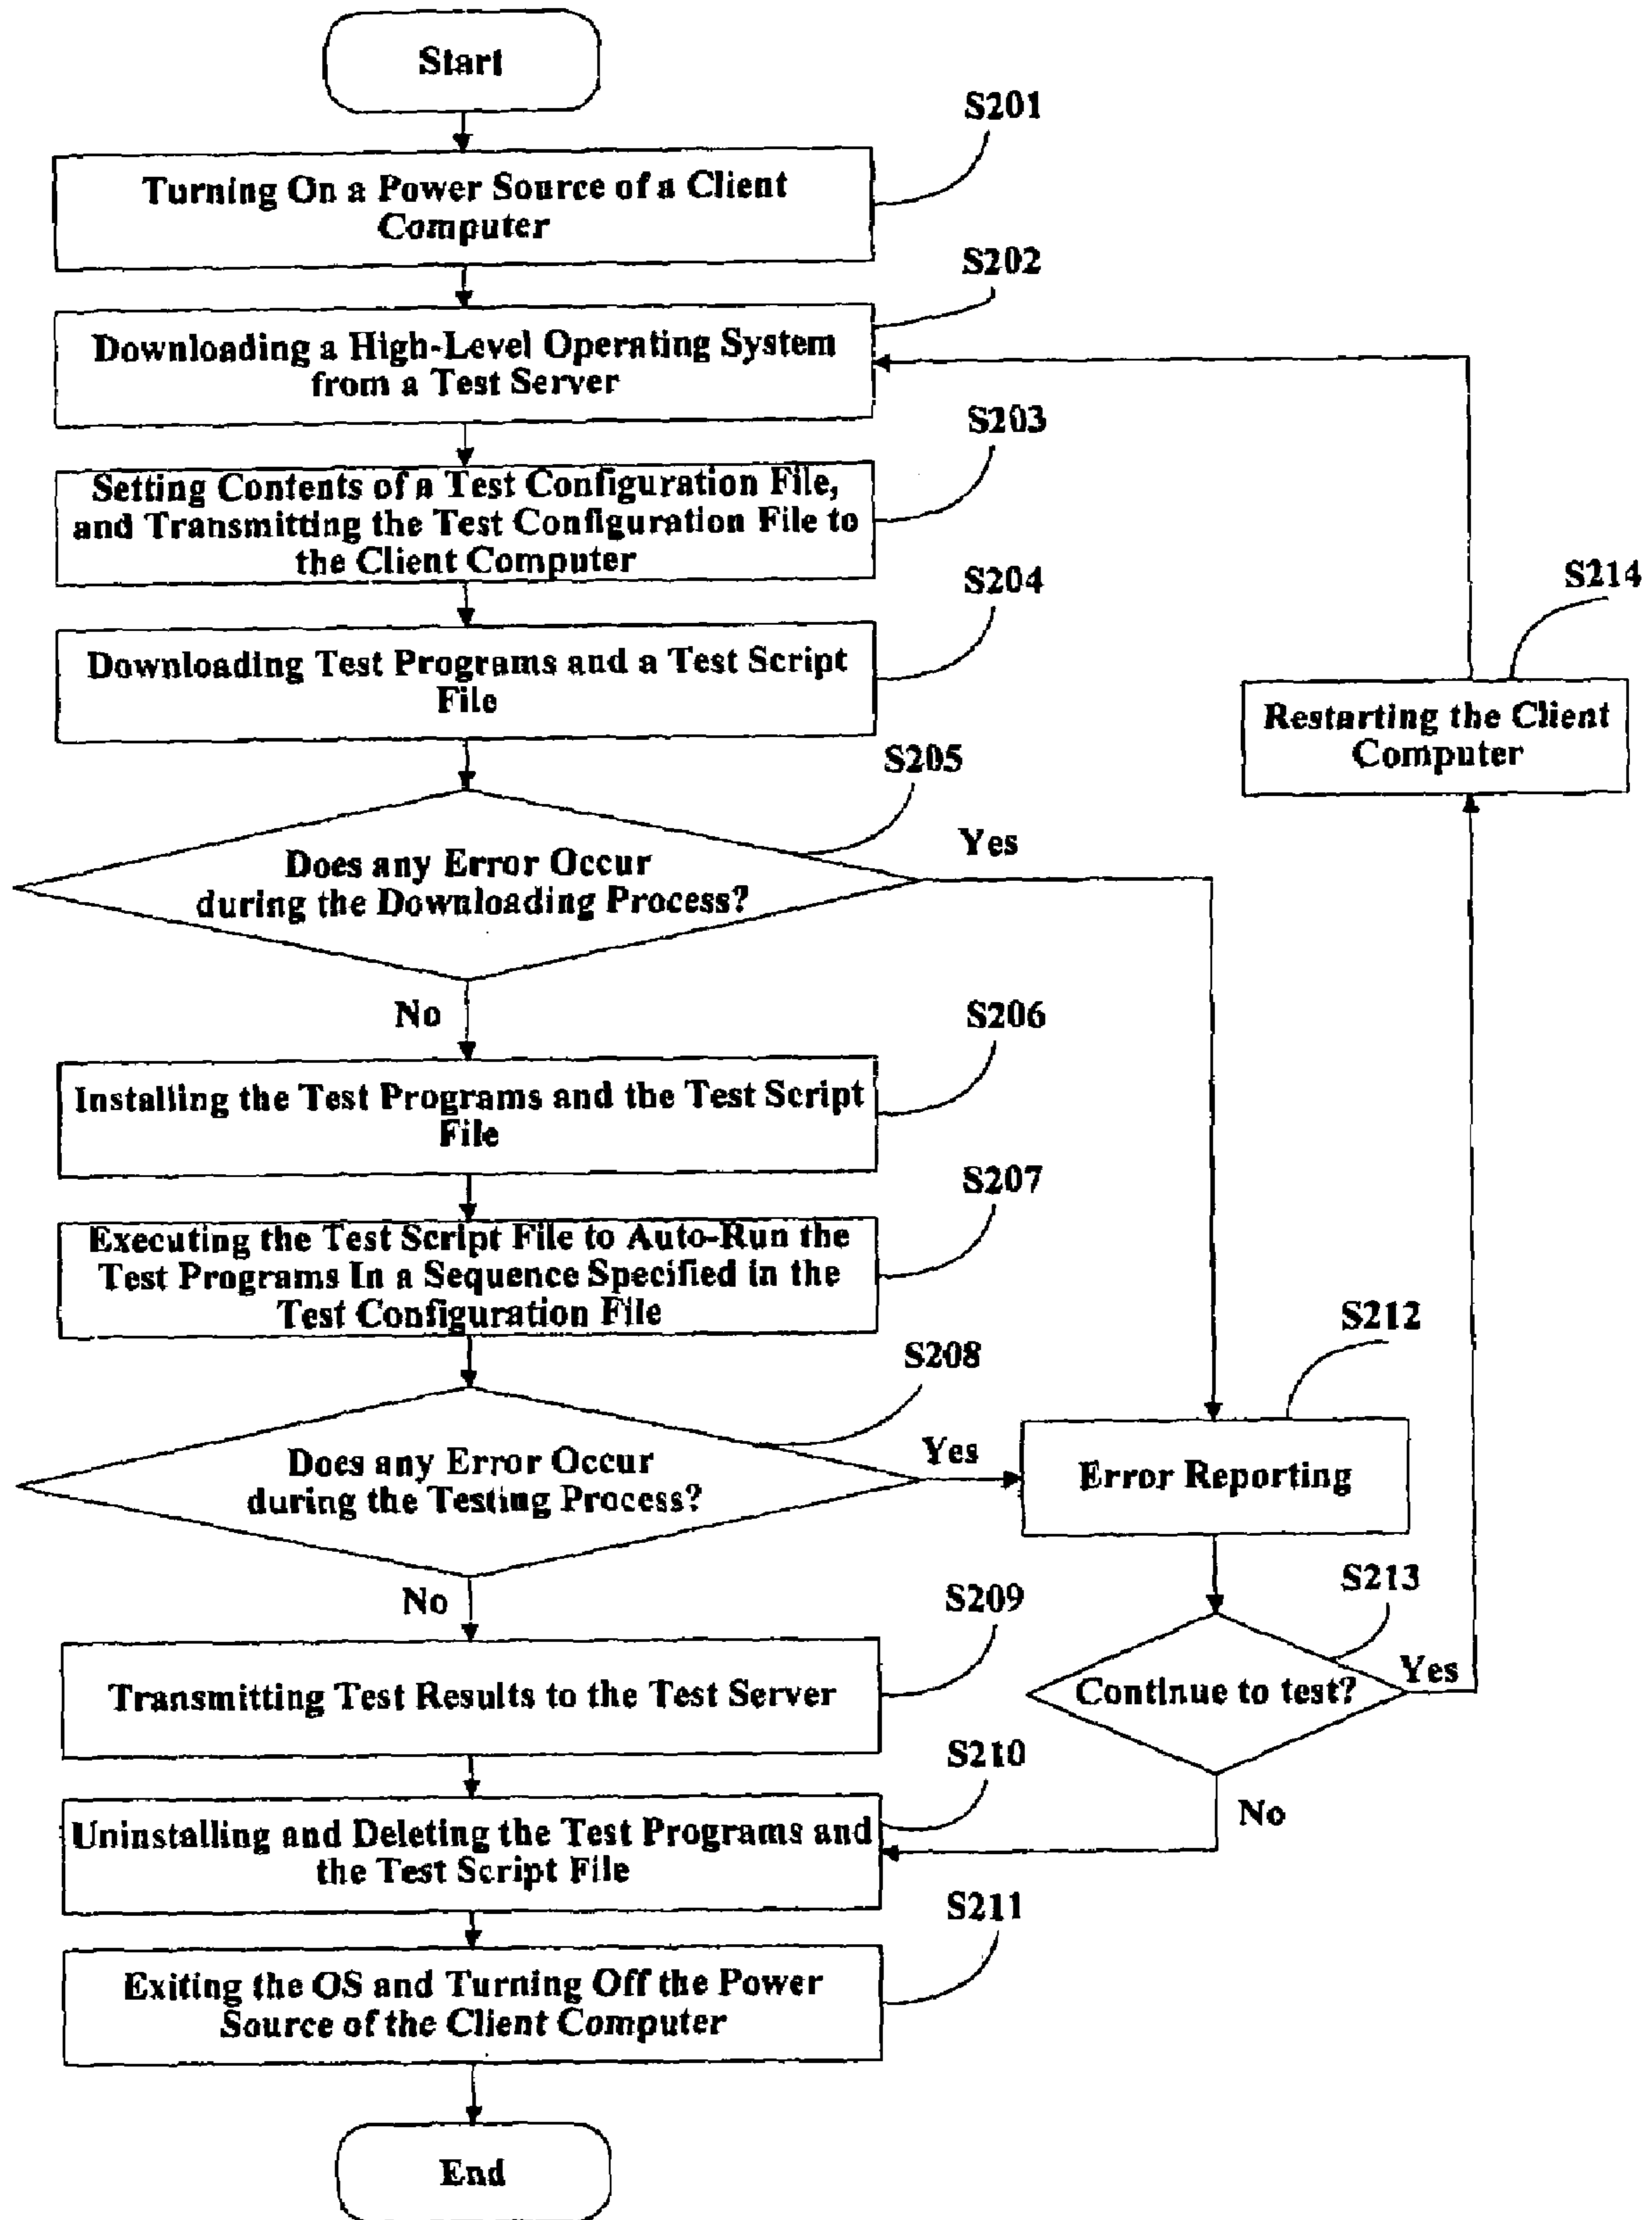 Start
S201
Turning On a Power Source of a Client
Computer
S202
Downloading a High-Level Operating System
from a Test Server
S203
Setting Contents of a Test Configuration File,
and Transmitting the Test Configuration File to
the Client Computer
S204
Downloading Test Programs and a Test Script
File
S214
Restarting the Client
Computer
S205
Does any Error Occur
during the Downloading Process?
Yes
No
S206
Installing the Test Programs and the Test Script
File
S207
Executing the Test Script File to Auto-Run the
Test Programs In a Sequence Specified in the
Test Configuration File
S208
Does any Error Occur
during the Testing Process?
Yes
No
S212
Error Reporting
S213
Continue to test?
Yes
No
S209
Transmitting Test Results to the Test Server
S210
Uninstalling and Deleting the Test Programs and
the Test Script File
S211
Exiting the OS and Turning Off the Power
Source of the Client Computer
End